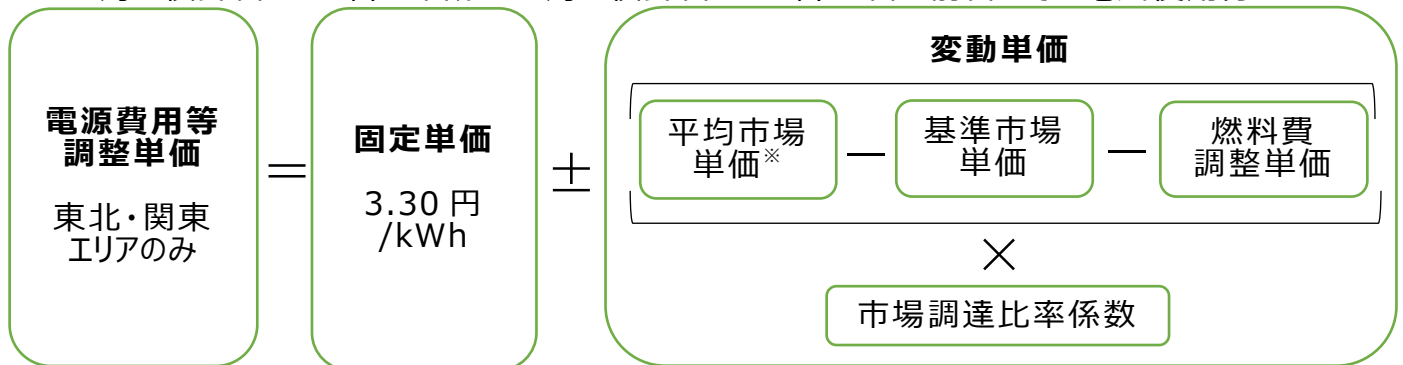 変動単価
電源費用等
調整単価
東北・関東
エリアのみ
＝
固定単価
3.30 円
/kWh
±
平均市場
単価※
－
基準市場
単価
－
燃料費
調整単価
×
市場調達比率係数